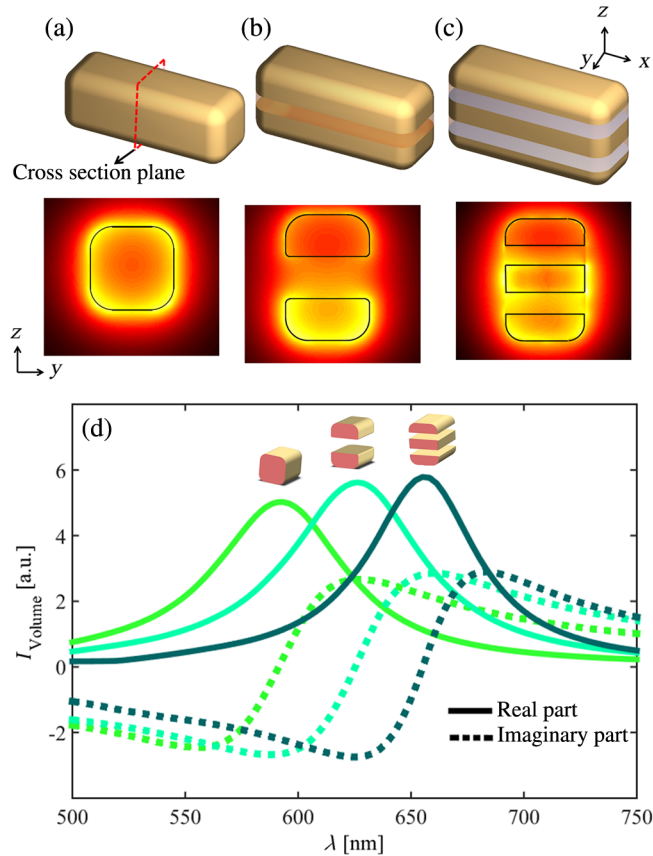 (a)
(b)
(c)
z
y
x
Cross section plane
z
y
(d)
6
4
2
0
-2
I Volume [a.u.]
Real part
Imaginary part
500
550
600
650
700
750
λ [nm]